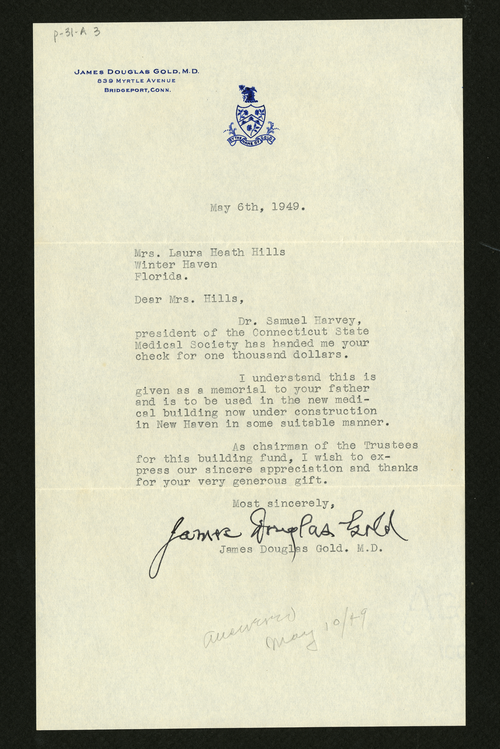 p-31-A 3
JAMES DOUGLAS GOLD, M.D.
839 MYRTLE AVENUE
BRIDGEPORT, CONN.
May 6th, 1949.
Mrs. Laura Heath Hills
Winter Haven
Florida.
Dear Mrs. Hills,
Dr. Samuel Harvey,
president of the Connecticut State
Medical Society has handed me your
check for one thousand dollars.
I understand this is
given as a memorial to your father
and is to be used in the new medi-
cal building now under construction
in New Haven in some suitable manner.
As chairman of the Trustees
for this building fund, I wish to ex-
press our sincere appreciation and thanks
for your very generous gift.
Most sincerely,
James Douglas Gold
James Douglas Gold. M.D.
answered
May 10/49